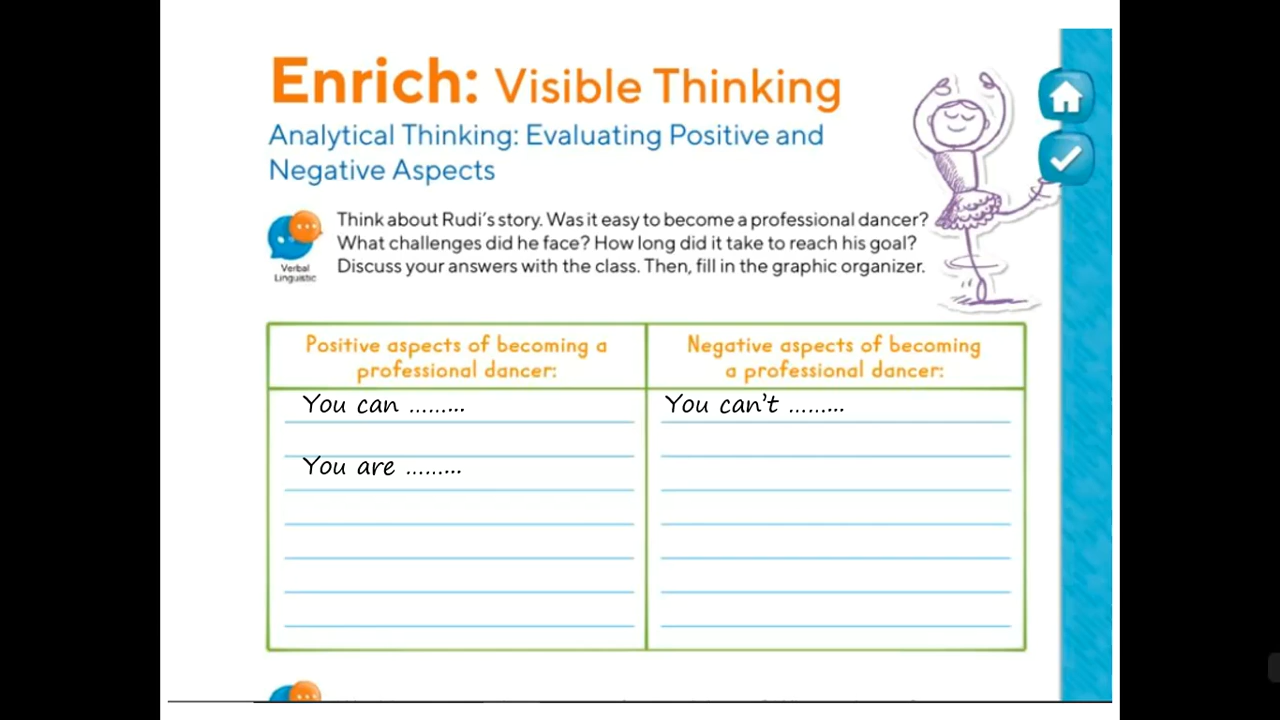 Enrich: Visible Thinking
Analytical Thinking: Evaluating Positive and
Negative Aspects
Think about Rudi's story. Was it easy to become a professional dancer?
What challenges did he face? How long did it take to reach his goal?
Discuss your answers with the class. Then, fill in the graphic organizer.
Verbal
Linguistic
Positive aspects of becoming a
professional dancer:
You can ………
You are ………
Negative aspects of becoming
a professional dancer:
You can't ………